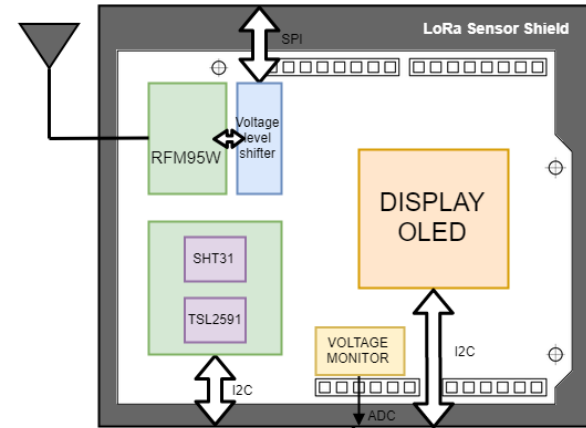 LoRa Sensor Shield
SPI
Voltage
level
shifter
RFM95W
DISPLAY
OLED
SHT31
TSL2591
VOLTAGE
MONITOR
I2C
I2C
ADC